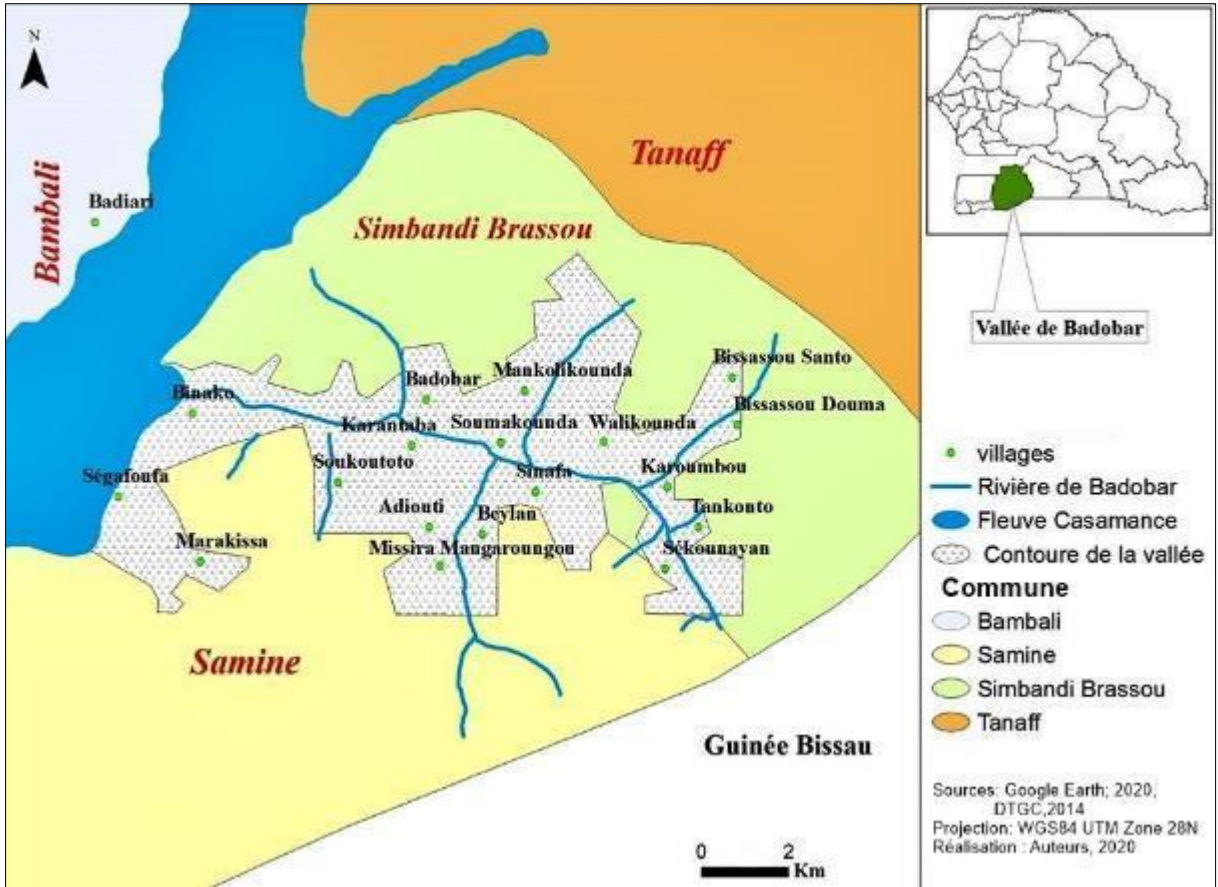 N
Bambali
Badiari
Tanaff
Simbandi Brassou
Vallée de Badobar
Bissassou Santo
Mankolikounda
Badobar
Binako
Bissassou Douma
Karantaba
Soumakounda
Walikounda
Soukoutoto
Sinafa
Karoumbou
Ségafoufa
Adiouti
Beylan
Tankonto
Marakissa
Missira Mangaroungou
Sékounayan
Samine
Guinée Bissau
0 2
Km
villages
Rivière de Badobar
Fleuve Casamance
Contoure de la vallée
Commune
Bambali
Samine
Simbandi Brassou
Tanaff
Sources: Google Earth; 2020,
DTGC,2014
Projection: WGS84 UTM Zone 28N
Réalisation : Auteurs, 2020